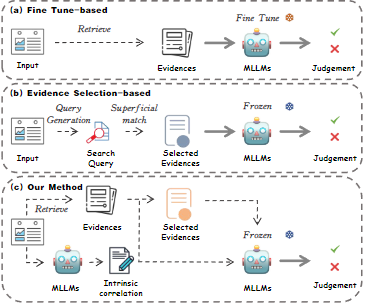 (a) Fine Tune-based
Retrieve
Fine Tune
Input
Evidences
MLLMs
Judgement
(b) Evidence Selection-based
Query
Generation
Superficial
match
Frozen
Input
Search
Query
Selected
Evidences
MLLMs
Judgement
(c) Our Method
Retrieve
Evidences
Selected
Evidences
Frozen
Input
MLLMs
Intrinsic
correlation
MLLMs
Judgement